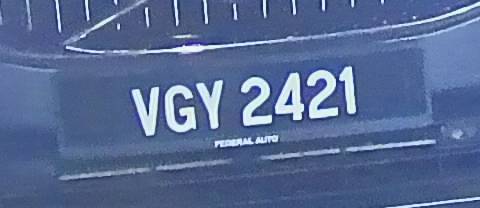 VGY 2421
FEDERAL AUTO